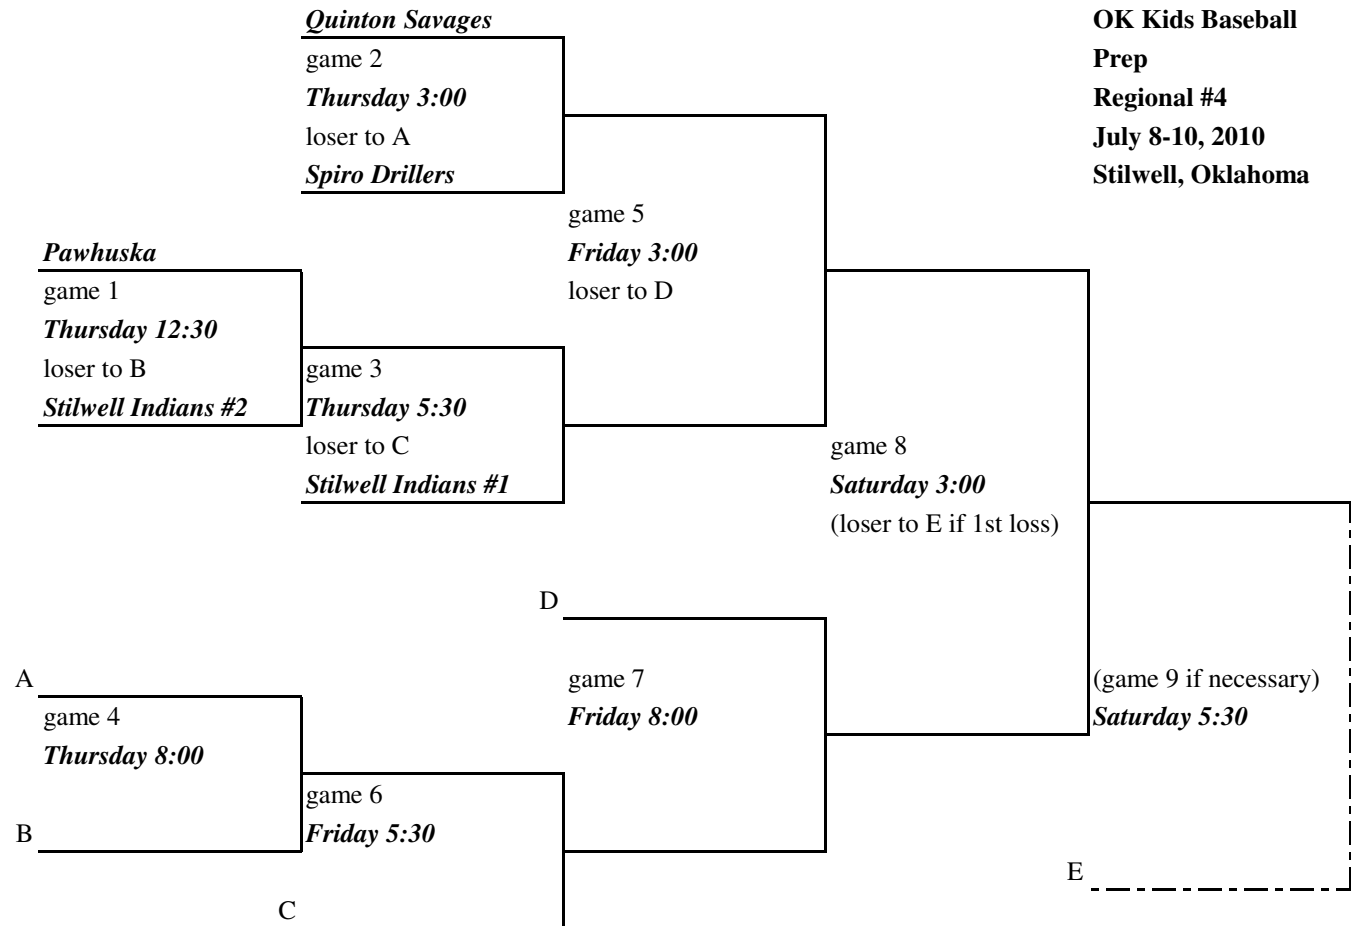 Quinton Savages
game 2
Thursday 3:00
loser to A
Spiro Drillers
OK Kids Baseball
Prep
Regional #4
July 8-10, 2010
Stilwell, Oklahoma
Pawhuska
game 1
Thursday 12:30
loser to B
Stilwell Indians #2
game 3
Thursday 5:30
loser to C
Stilwell Indians #1
game 5
Friday 3:00
loser to D
game 8
Saturday 3:00
(loser to E if 1st loss)
D
A
game 4
Thursday 8:00
B
game 6
Friday 5:30
C
game 7
Friday 8:00
(game 9 if necessary)
Saturday 5:30
E